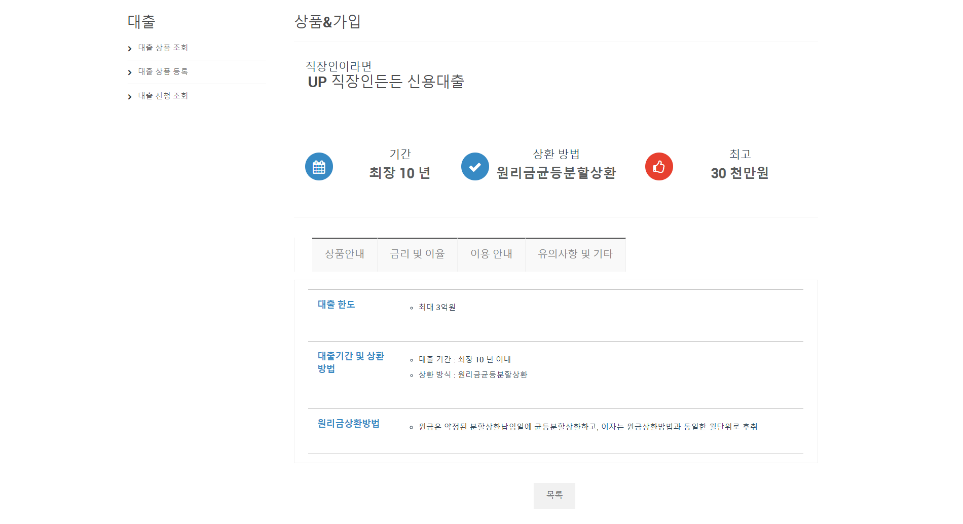 대출
대출 상품 조회
대출 상품 등록
대출 신청 조회
상품&가입
직장인이라면
UP 직장인든든 신용대출
기간
최장 10 년
상환 방법
원리금균등분할상환
최고
30 천만원
상품안내
금리 및 이율
이용 안내
유의사항 및 기타
대출 한도
최대 3억원
대출기간 및 상환
방법
대출 기간 : 최장 10 년 이내
상환 방식 : 원리금균등분할상환
원리금상환방법
원금은 약정된 분할상환납입일에 균등분할상환하고, 이자는 원금상환방법과 동일한 월단위로 후취
목록